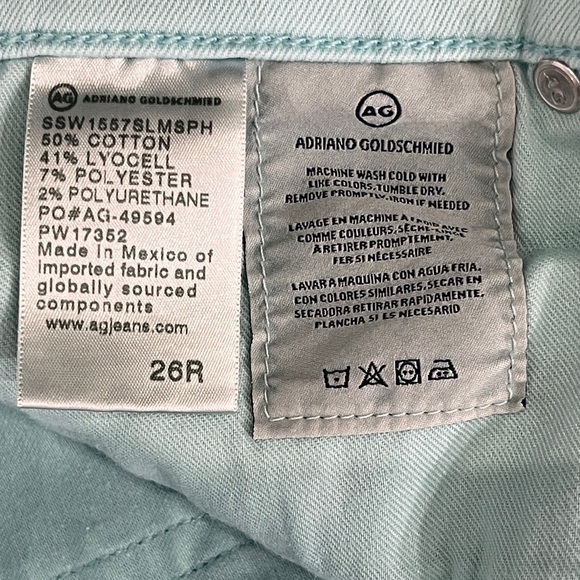 AG ADRIANO GOLDSCHMIED
SSW1557SLMSPH
50% COTTON
41% LYOCELL
7% POLYESTER
2% POLYURETHANE
PO#AG-49594
PW17352
Made in Mexico of
imported fabric and
globally sourced
components
www.agjeans.com
26R
AG
ADRIANO GOLDSCHMIED
MACHINE WASH COLD WITH
LIKE COLORS, TUMBLE DRY.
REMOVE PROMPTLY, IRON IF NEEDED
LAVAGE EN MACHINE A FROID AVEC
COMME COULEURS, SECHE
A RETIRER PROMPTEMENT,
FER SI NÉCESSAIRE
LAVAR A MAQUINA CON AGUA FRIA.
CON COLORES SIMILARES, SECAR EN
SECADORA RETIRAR RAPIDAMENTE,
PLANCHA SI ES NECESARIO